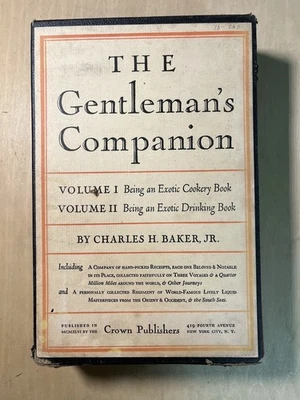 THE
Gentleman's
Companion
VOLUME I Being an Exotic Cookery Book
VOLUME II Being an Exotic Drinking Book
BY CHARLES H. BAKER, JR.
Including A COMPANY OF HAND-PICKED RECEIPTS, EACH ONE BELOVED & NOTABLE
IN ITS PLACE, COLLECTED FAITHFULLY ON THREE VOYAGES & a Quarter
Million Miles AROUND THE WORLD, & Other Journeys
and A PERSONALLY COLLECTED REGIMENT OF WORLD-FAMOUS LIVELY LIQUID
MASTERPIECES FROM THE ORIENT & OCCIDENT, & the South Seas.
PUBLISHED IN
MCMXLVI BY THE
Crown Publishers
419 FOURTH AVENUE
NEW YORK CITY, N. Y.